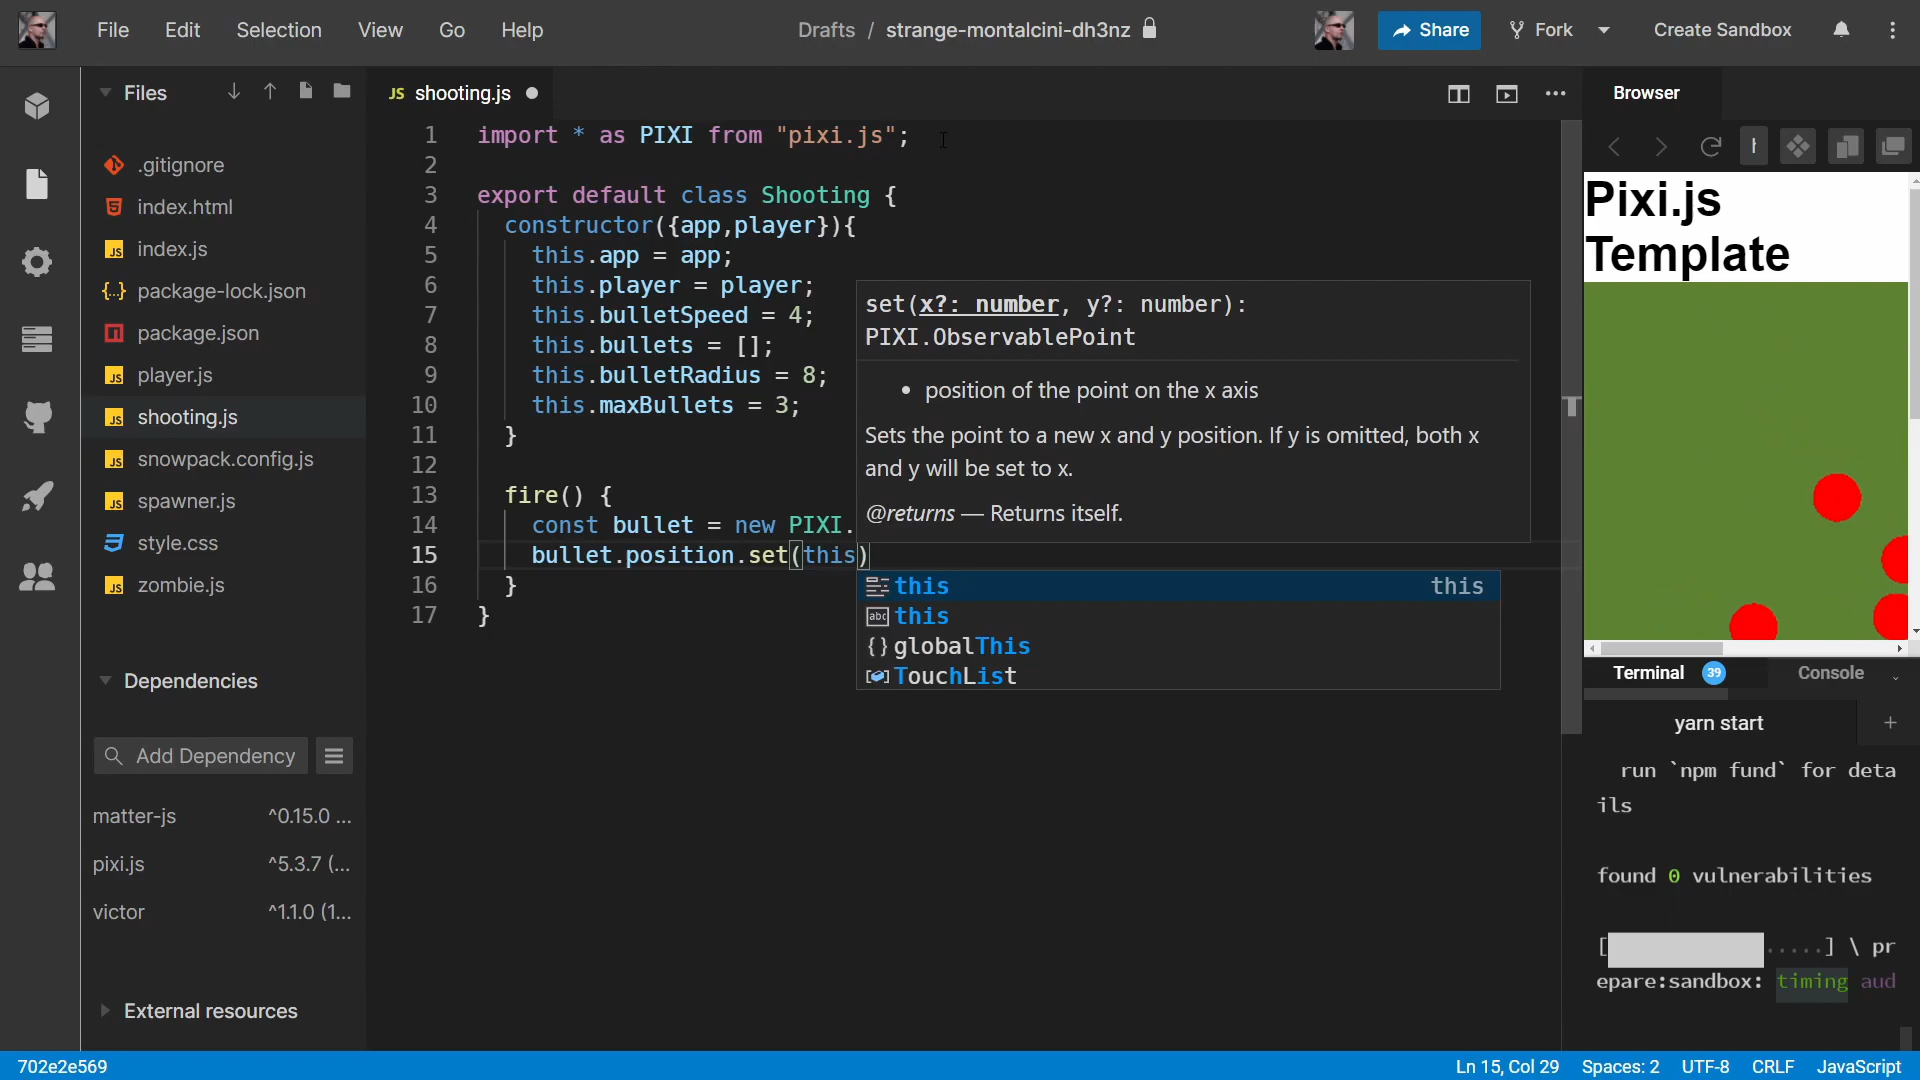 File Edit Selection View Go Help Drafts / strange-montalcini-dh3nz Share Fork Create Sandbox
Files
.gitignore
index.html
index.js
package-lock.json
package.json
player.js
shooting.js
snowpack.config.js
spawner.js
style.css
zombie.js
Dependencies
Add Dependency
matter-js ^0.15.0 ...
pixi.js ^5.3.7 (...
victor ^1.1.0 (1...
External resources
JS shooting.js
1 import * as PIXI from "pixi.js";
2
3 export default class Shooting {
4 constructor({app,player}){
5 this.app = app;
6 this.player = player;
7 this.bulletSpeed = 4;
8 this.bullets = [];
9 this.bulletRadius = 8;
10 this.maxBullets = 3;
11 }
12
13 fire() {
14 const bullet = new PIXI.
15 bullet.position.set(this)
16 }
17 }
set(x?: number, y?: number):
PIXI.ObservablePoint
• position of the point on the x axis
Sets the point to a new x and y position. If y is omitted, both x
and y will be set to x.
@returns — Returns itself.
this this
abc this
{} globalThis
TouchList
Browser
h
Pixi.js
Template
Terminal 39 Console
yarn start +
run `npm fund` for deta
ils
found 0 vulnerabilities
[ .....] \ pr
epare:sandbox: timing aud
702e2e569 Ln 15, Col 29 Spaces: 2 UTF-8 CRLF JavaScript